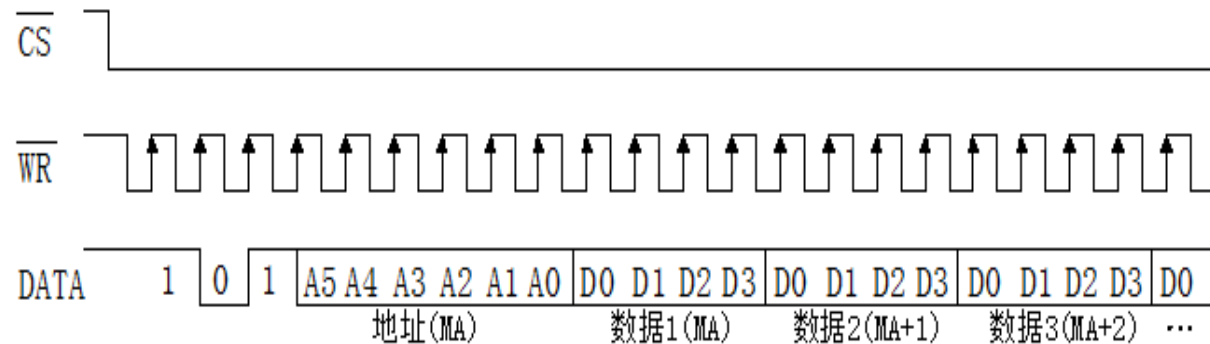 CS
WR
DATA 1 0 1 A5 A4 A3 A2 A1 A0 D0 D1 D2 D3 D0 D1 D2 D3 D0 D1 D2 D3 D0
地址(MA) 数据1(MA) 数据2(MA+1) 数据3(MA+2) …